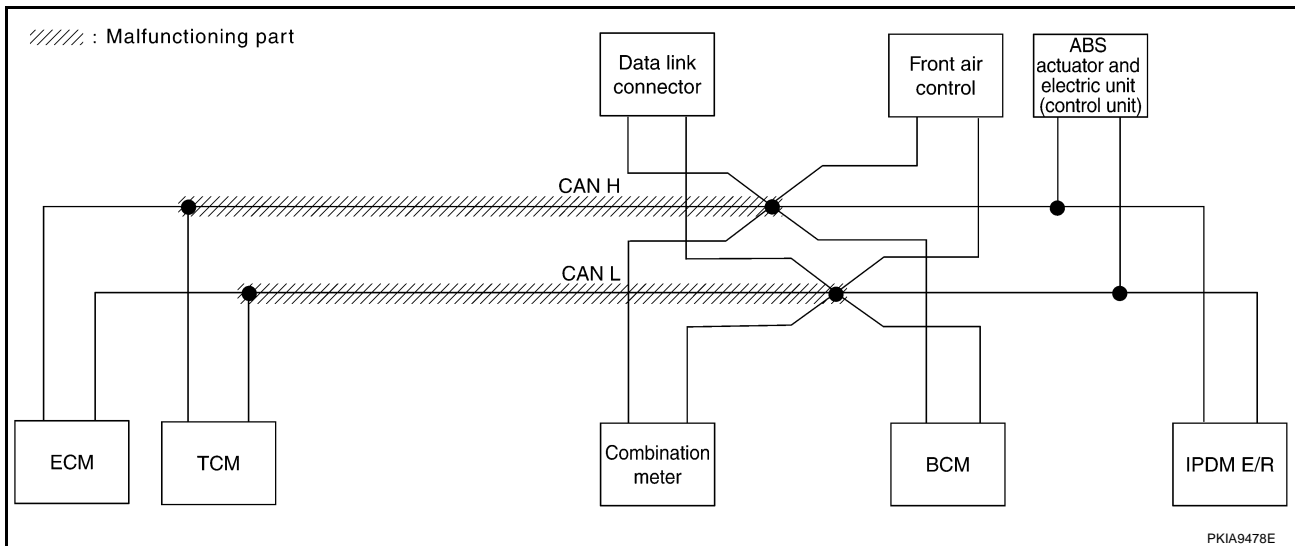 : Malfunctioning part
Data link
connector
Front air
control
ABS
actuator and
electric unit
(control unit)
CAN H
CAN L
ECM
TCM
Combination
meter
BCM
IPDM E/R
PKIA9478E